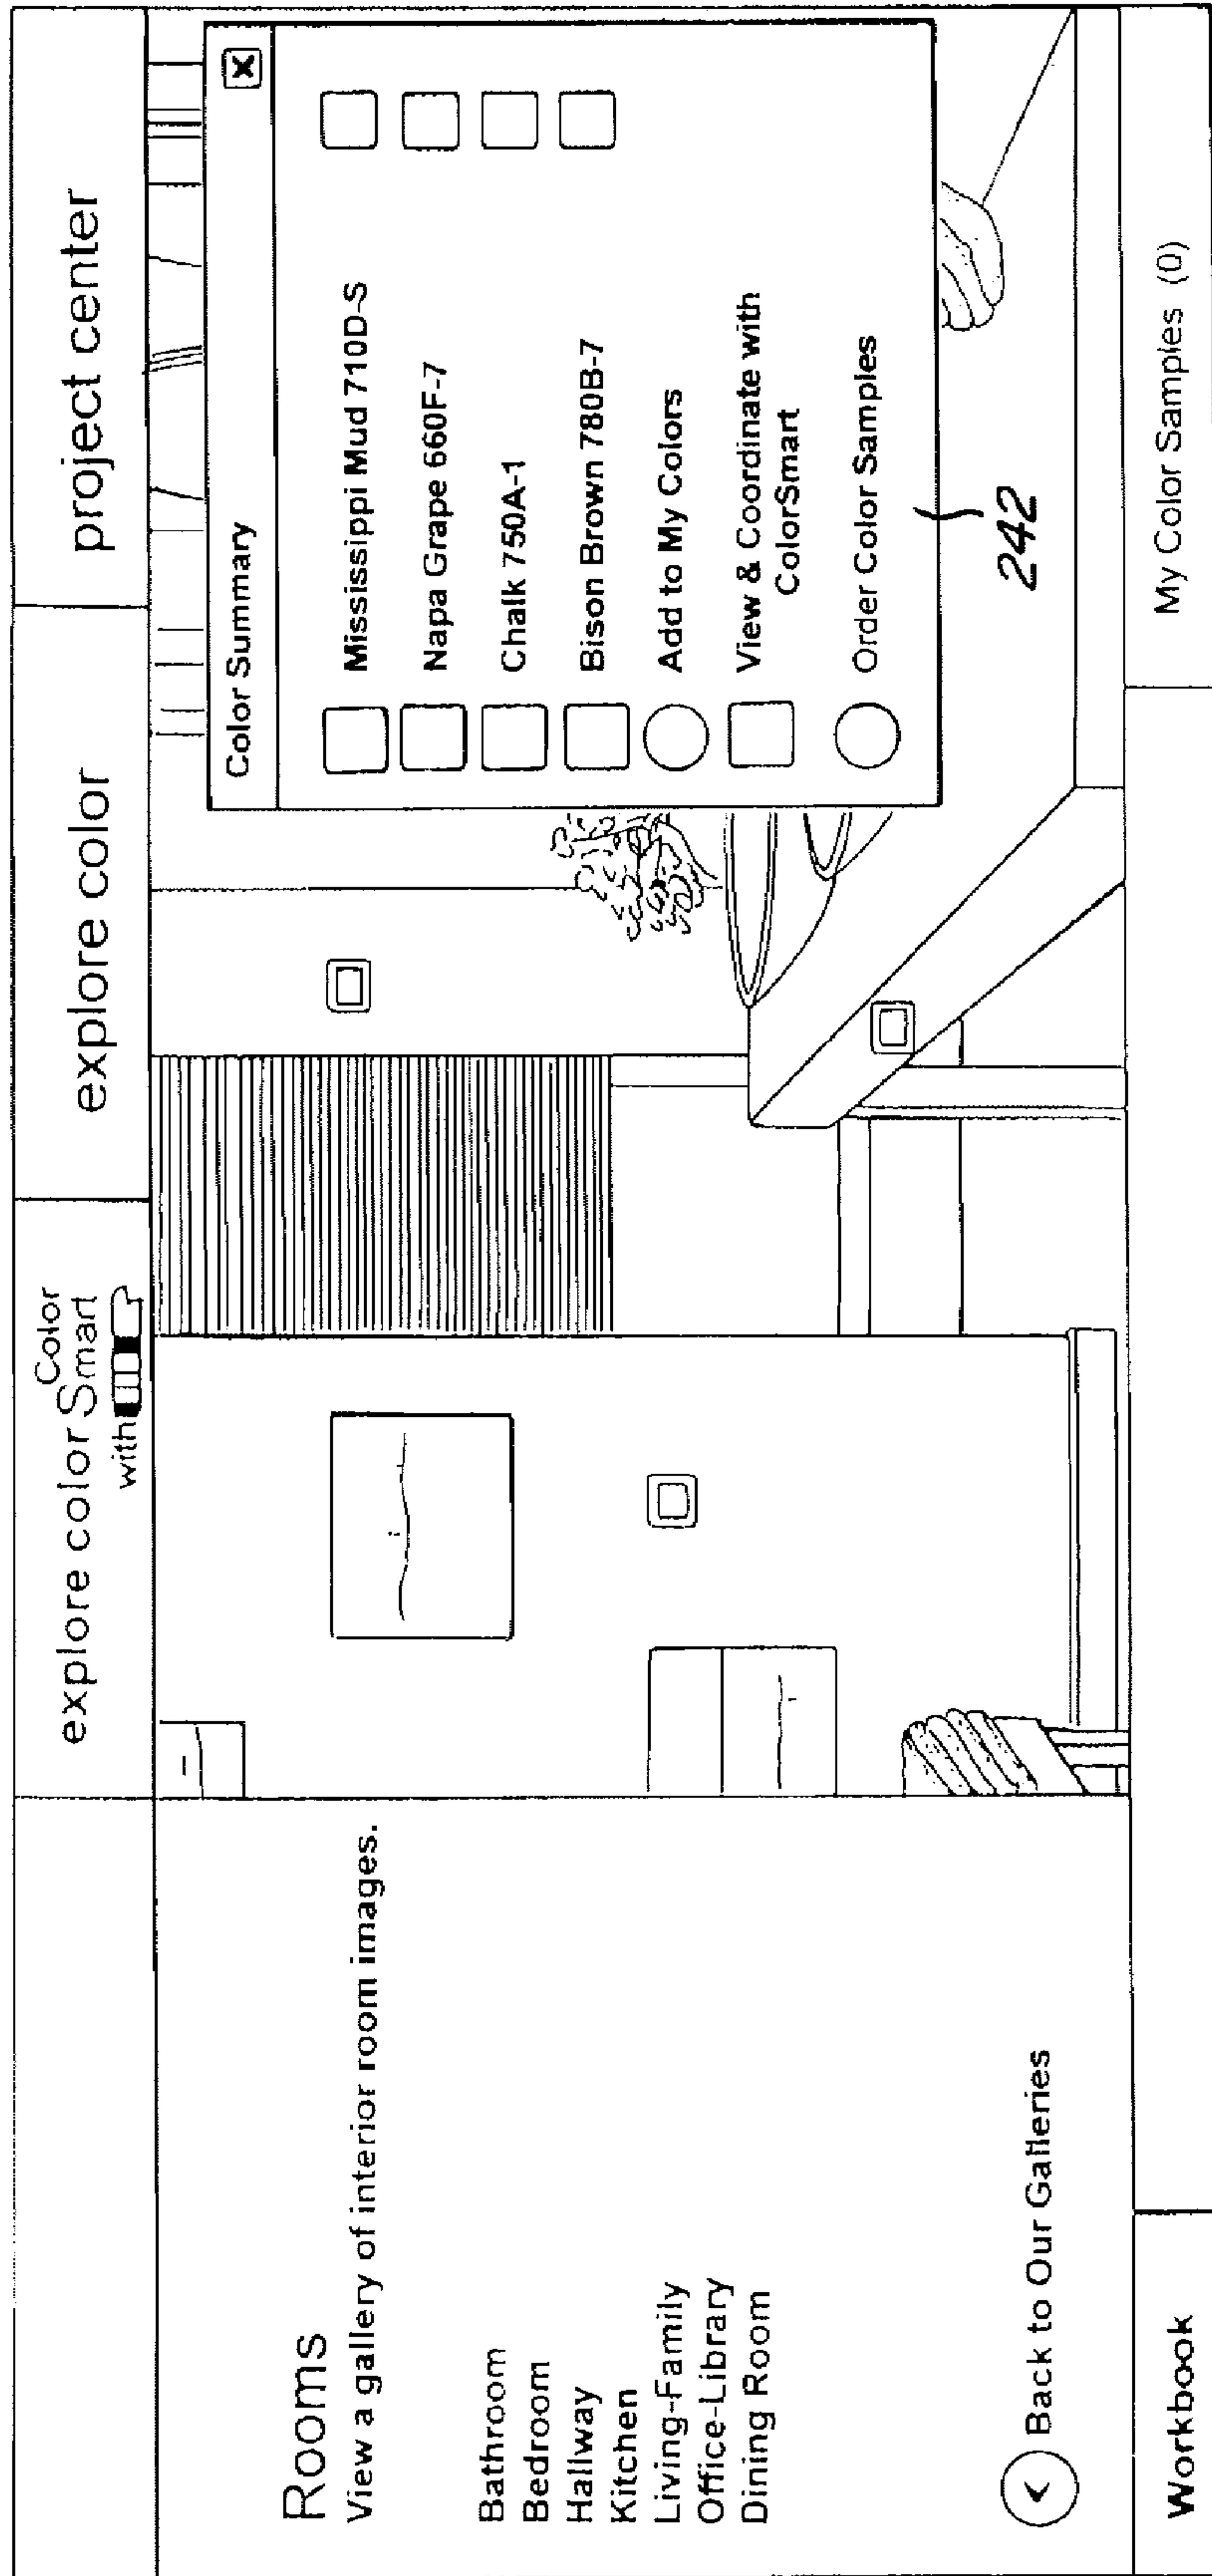 explore color
Color
Smart
with
explore color
project center
Rooms
View a gallery of interior room images.
Bathroom
Bedroom
Hallway
Kitchen
Living-Family
Office-Library
Dining Room
Back to Our Galleries
Color Summary
Mississippi Mud 710D-S
Napa Grape 660F-7
Chalk 750A-1
Bison Brown 780B-7
Add to My Colors
View & Coordinate with
ColorSmart
Order Color Samples
242
Workbook
My Color Samples (0)